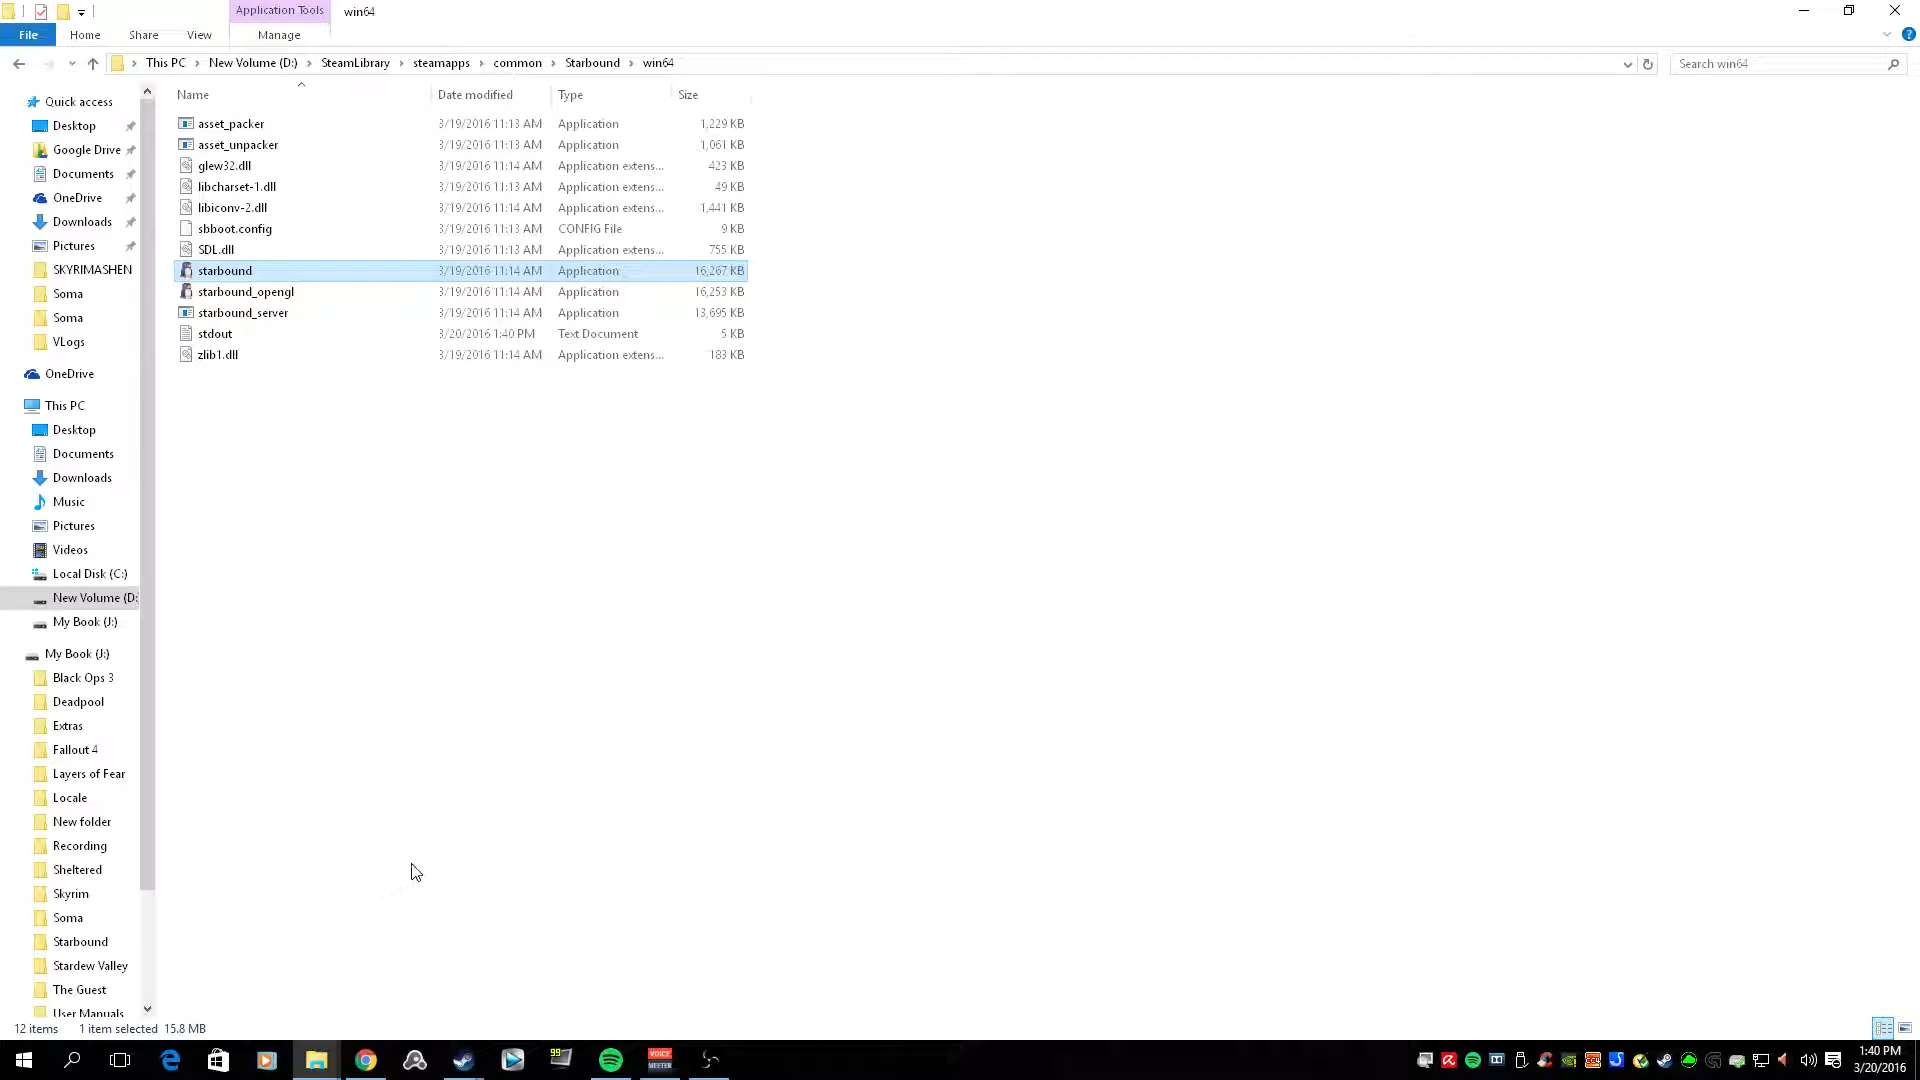 Application Tools
win64
File
Home
Share
View
Manage
This PC
New Volume (D:)
SteamLibrary
steamapps
common
Starbound
win64
Search win64
Name
Date modified
Type
Size
asset_packer 3/19/2016 11:13 AM Application 1,229 KB
asset_unpacker 3/19/2016 11:13 AM Application 1,061 KB
glew32.dll 3/19/2016 11:14 AM Application extens... 423 KB
libcharset-1.dll 3/19/2016 11:13 AM Application extens... 49 KB
libiconv-2.dll 3/19/2016 11:14 AM Application extens... 1,441 KB
sbboot.config 3/19/2016 11:13 AM CONFIG File 9 KB
SDL.dll 3/19/2016 11:13 AM Application extens... 755 KB
starbound 3/19/2016 11:14 AM Application 16,267 KB
starbound_opengl 3/19/2016 11:14 AM Application 16,253 KB
starbound_server 3/19/2016 11:14 AM Application 13,695 KB
stdout 3/20/2016 1:40 PM Text Document 5 KB
zlib1.dll 3/19/2016 11:14 AM Application extens... 183 KB
Quick access
Desktop
Google Drive
Documents
OneDrive
Downloads
Pictures
SKYRIMASHEN
Soma
Soma
VLogs
OneDrive
This PC
Desktop
Documents
Downloads
Music
Pictures
Videos
Local Disk (C:)
New Volume (D:
My Book (J:)
My Book (J:)
Black Ops 3
Deadpool
Extras
Fallout 4
Layers of Fear
Locale
New folder
Recording
Sheltered
Skyrim
Soma
Starbound
Stardew Valley
The Guest
User Manuals
12 items
1 item selected 15.8 MB
99
VOICE
MEETER
1:40 PM
3/20/2016